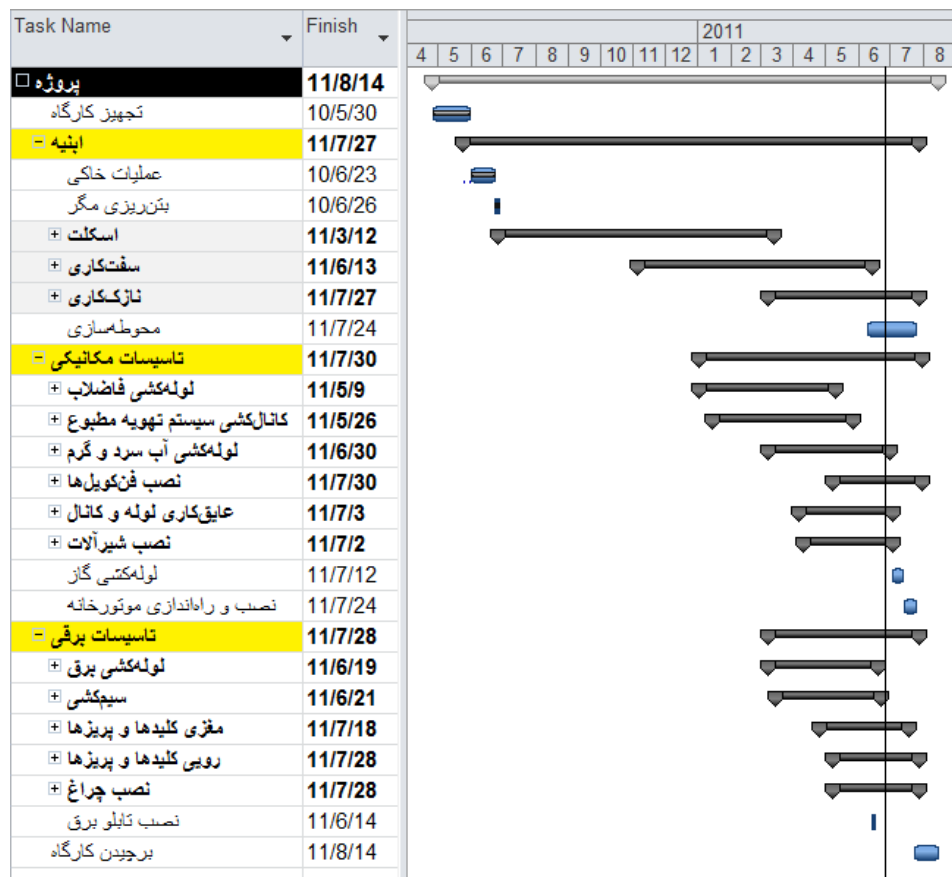 Task Name Finish
2011
4 5 6 7 8 9 10 11 12 1 2 3 4 5 6 7 8
پروژه 11/8/14
تجهیز کارگاه 10/5/30
ابنیه 11/7/27
عملیات خاکی 10/6/23
بتن‌ریزی مگر 10/6/26
اسکلت 11/3/12
سفت‌کاری 11/6/13
نازک‌کاری 11/7/27
محوطه‌سازی 11/7/24
تاسیسات مکانیکی 11/7/30
لوله‌کشی فاضلاب 11/5/9
کانال‌کشی سیستم تهویه مطبوع 11/5/26
لوله‌کشی آب سرد و گرم 11/6/30
نصب فن‌کویل‌ها 11/7/30
عایق‌کاری لوله و کانال 11/7/3
نصب شیرآلات 11/7/2
لوله‌کشی گاز 11/7/12
نصب و راه‌اندازی موتورخانه 11/7/24
تاسیسات برقی 11/7/28
لوله‌کشی برق 11/6/19
سیم‌کشی 11/6/21
مغزی کلیدها و پریزها 11/7/18
رویی کلیدها و پریزها 11/7/28
نصب چراغ 11/7/28
نصب تابلو برق 11/6/14
برچیدن کارگاه 11/8/14